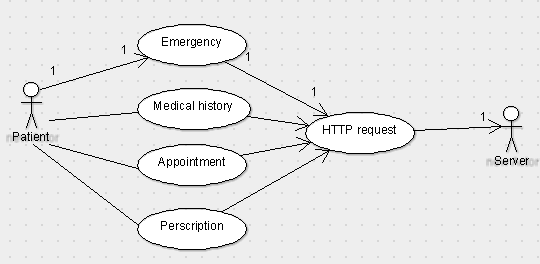 Emergency
1
1
1
1
Medical history
Patient
HTTP request
1
Appointment
Server
Perscription